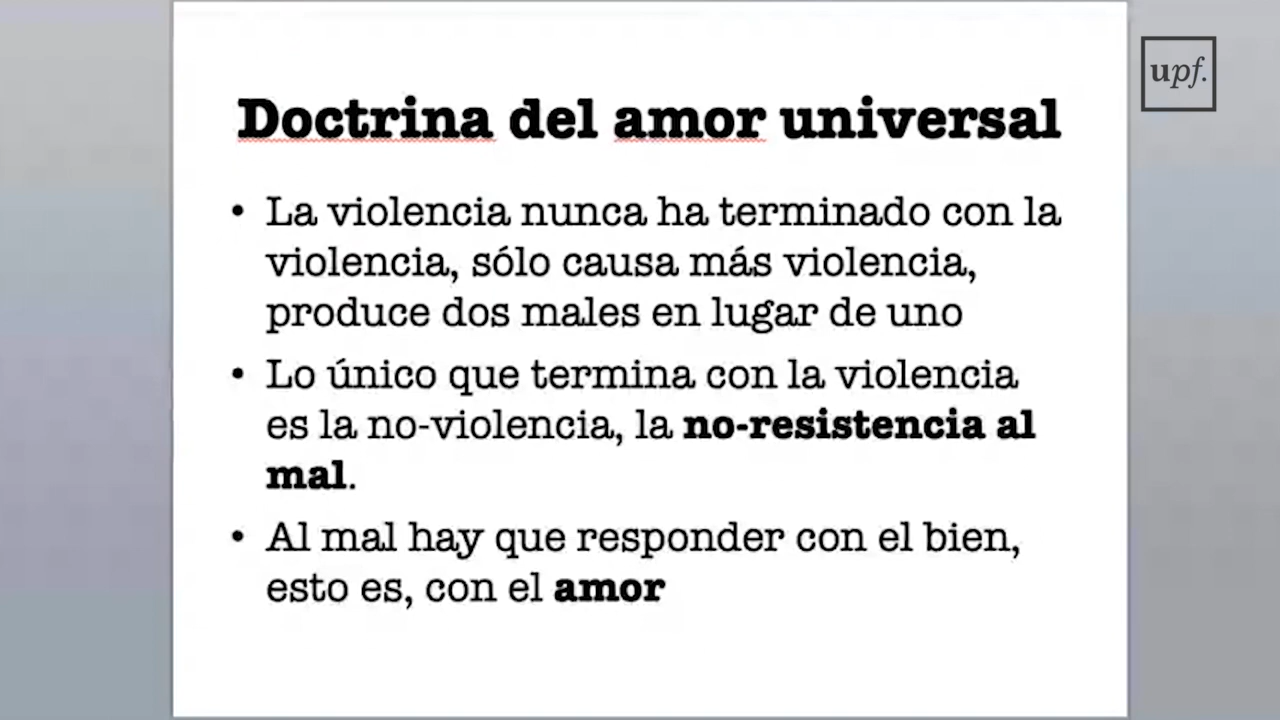 upf.
Doctrina del amor universal
• La violencia nunca ha terminado con la
violencia, sólo causa más violencia,
produce dos males en lugar de uno
• Lo único que termina con la violencia
es la no-violencia, la no-resistencia al
mal.
• Al mal hay que responder con el bien,
esto es, con el amor